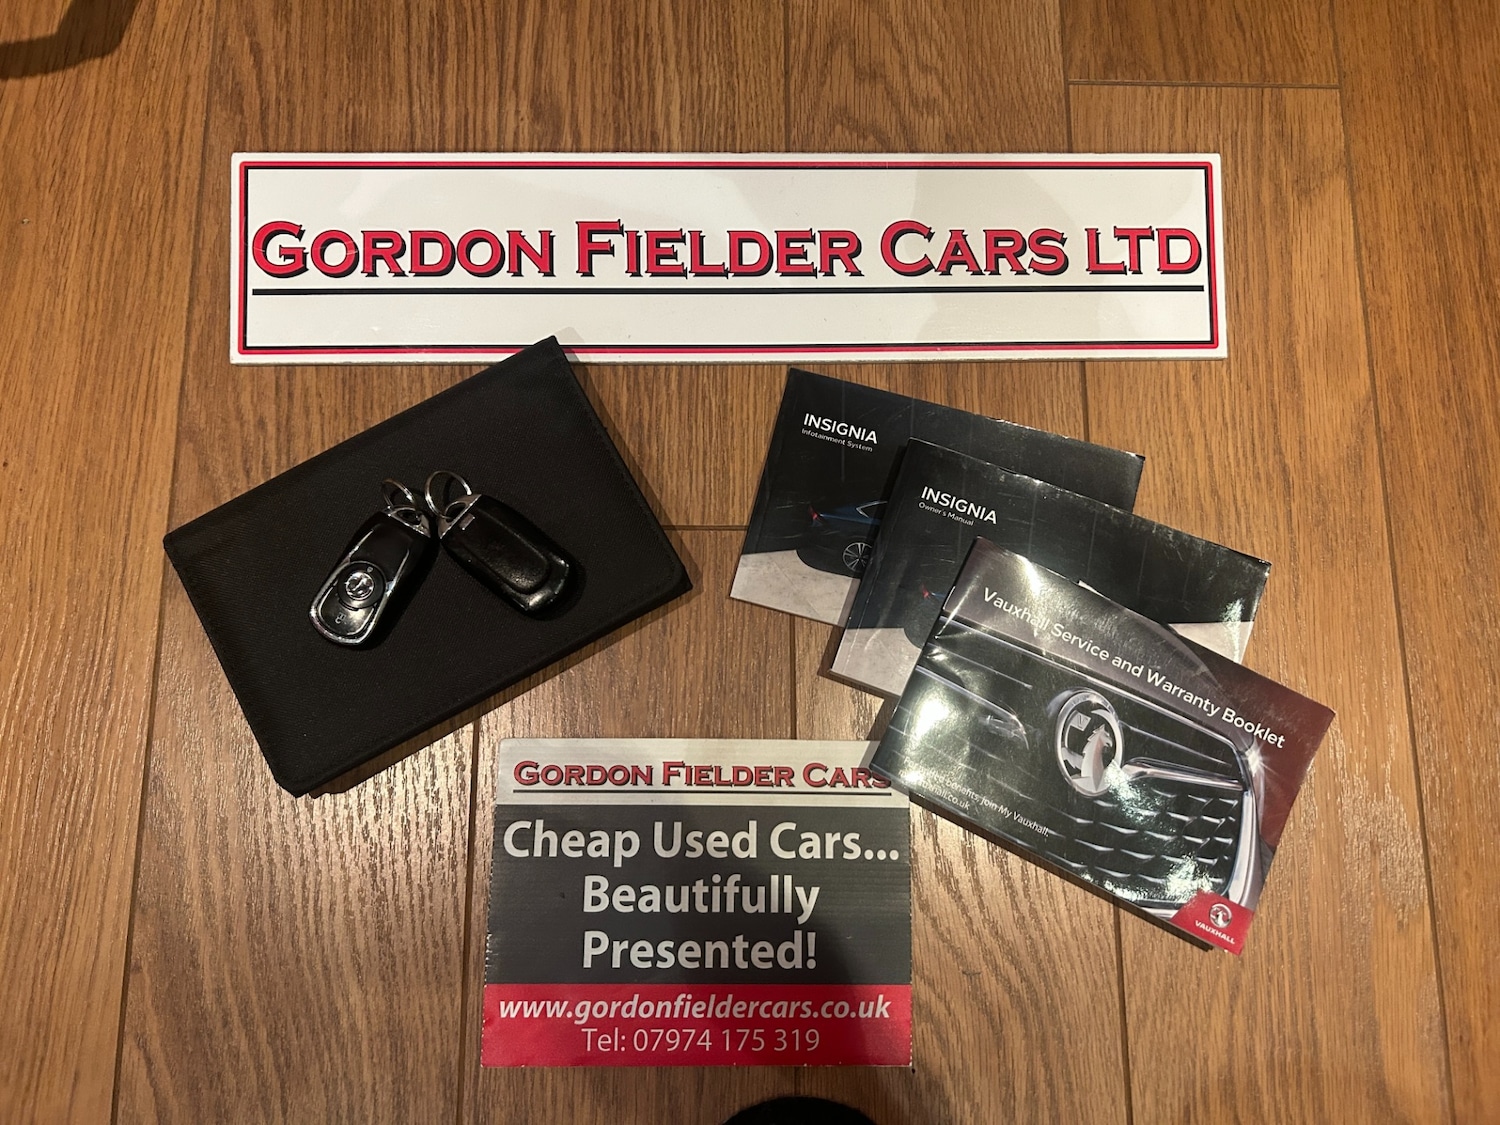 GORDON FIELDER CARS LTD
INSIGNIA
Infotainment System
INSIGNIA
Owner's Manual
Vauxhall Service and Warranty Booklet
benefits, join My Vauxhall.
VAUXHALL
GORDON FIELDER CARS
Cheap Used Cars...
Beautifully
Presented!
www.gordonfieldercars.co.uk
Tel: 07974 175 319